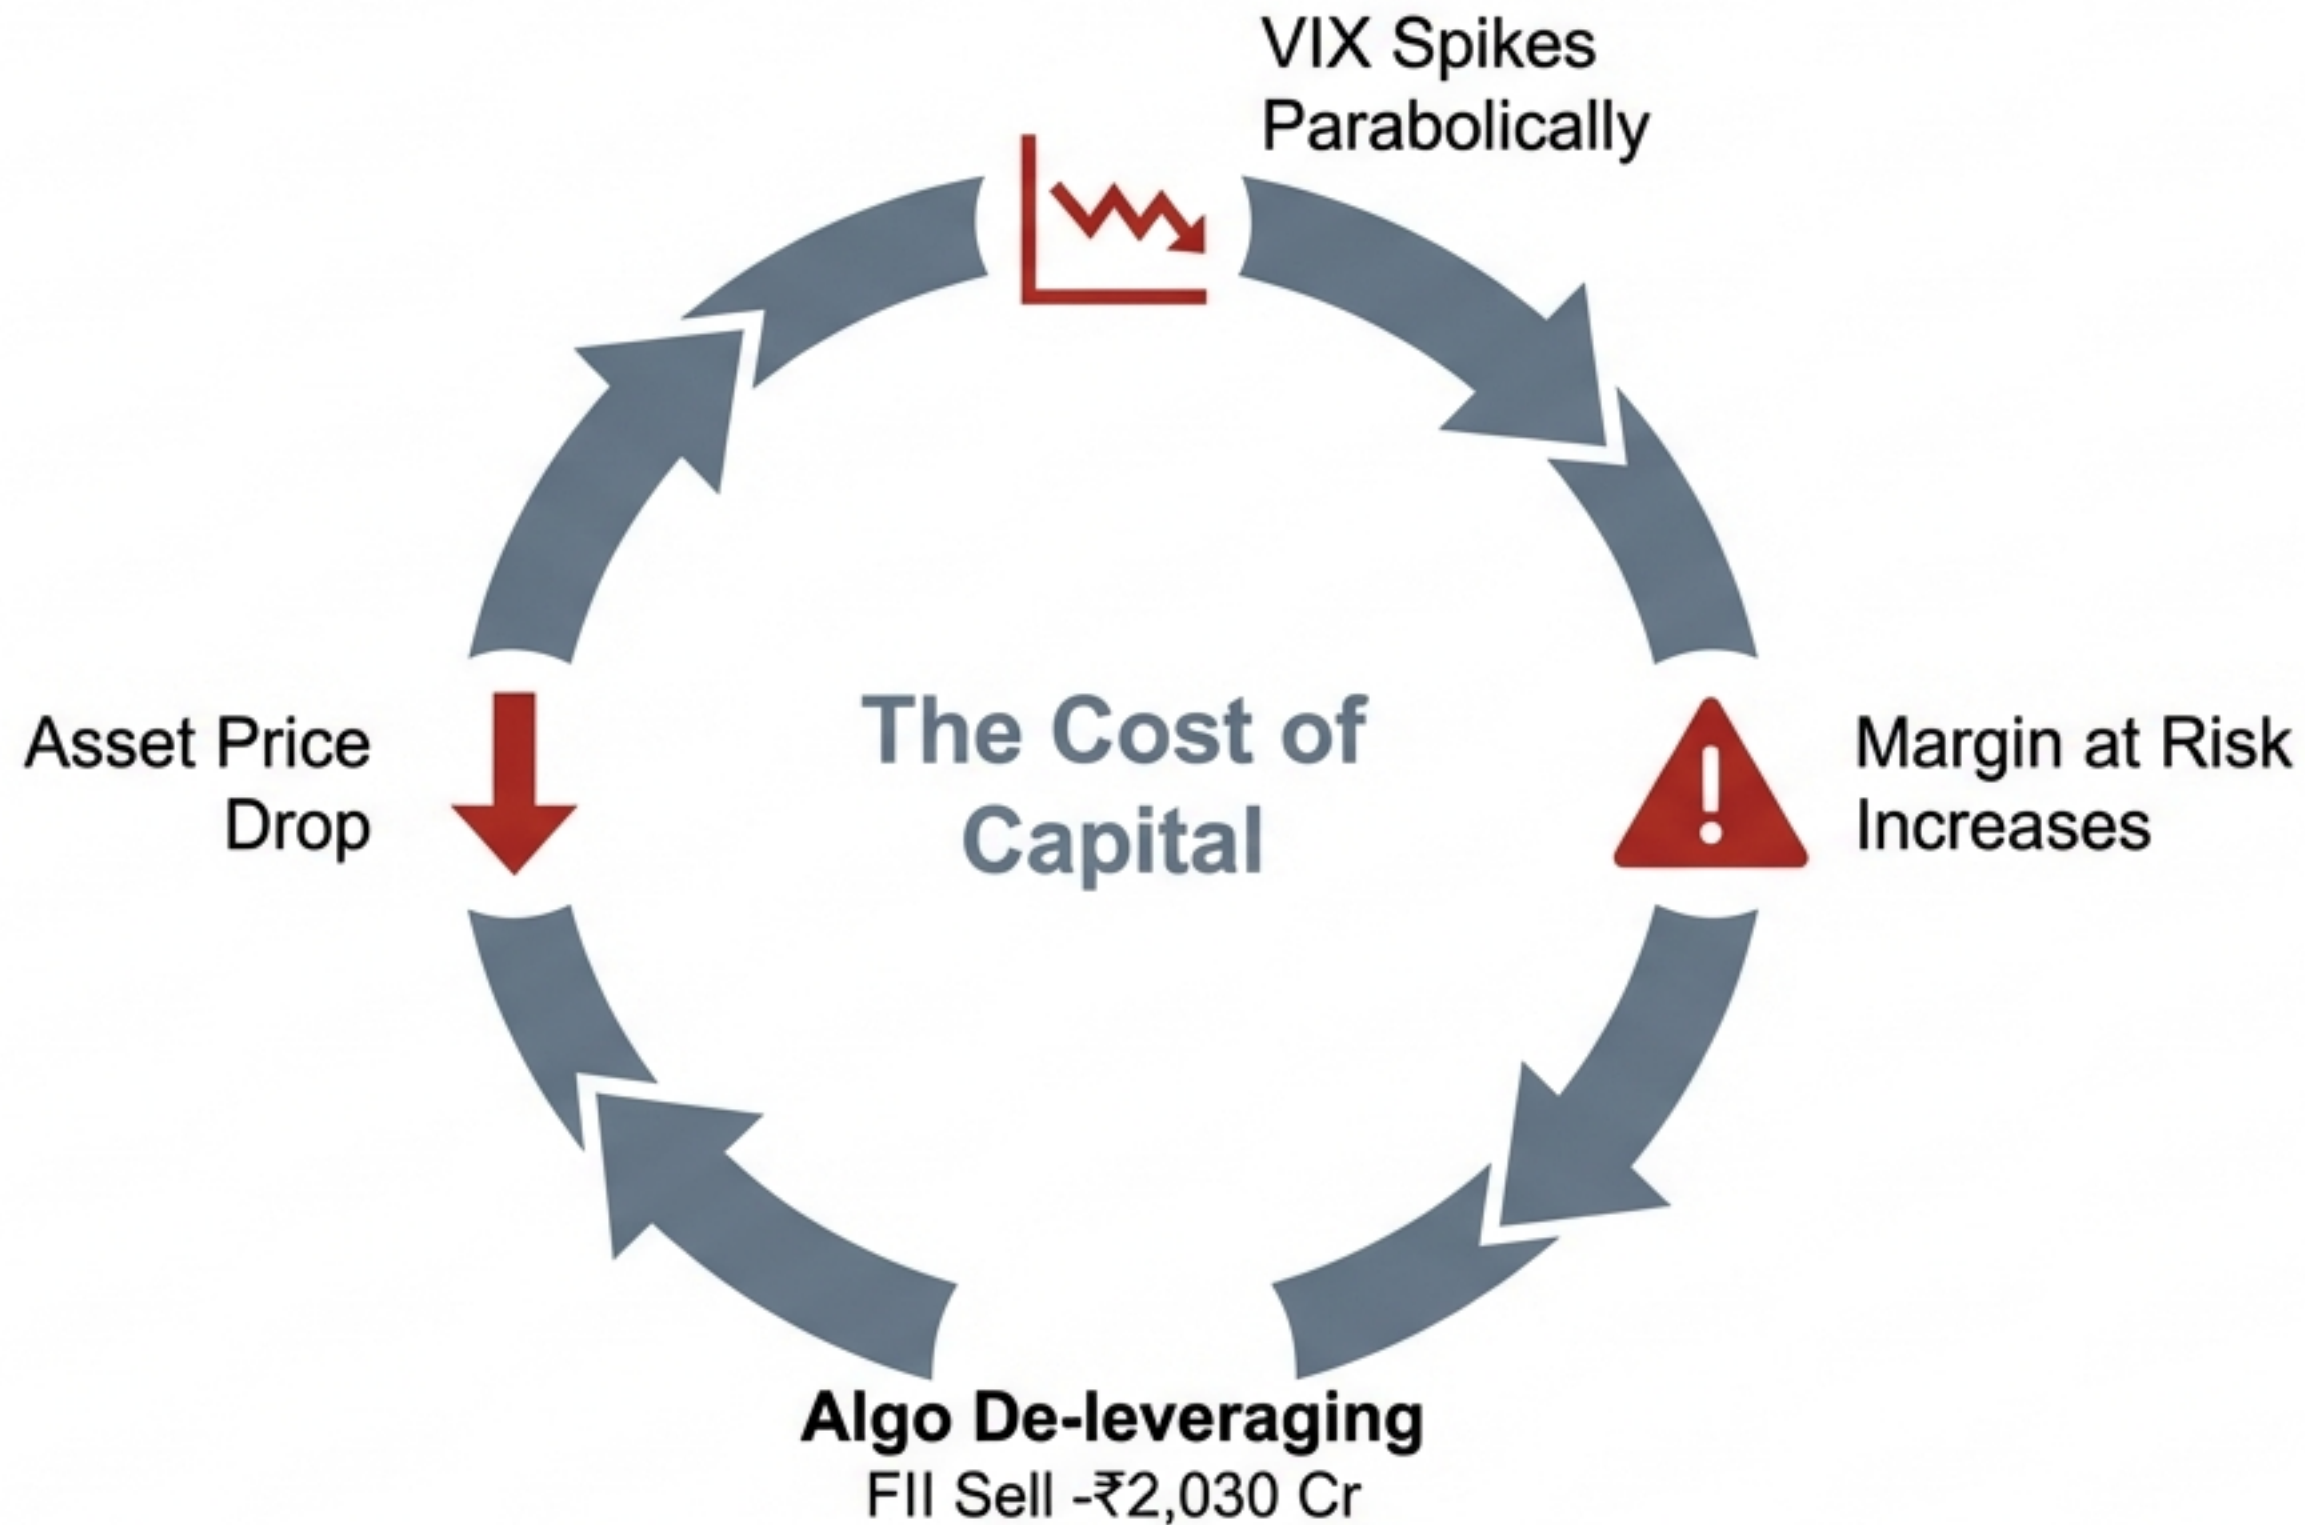 VIX Spikes
Parabolically
The Cost of
Capital
Asset Price
Drop
Margin at Risk
Increases
Algo De-leveraging
FII Sell -₹2,030 Cr